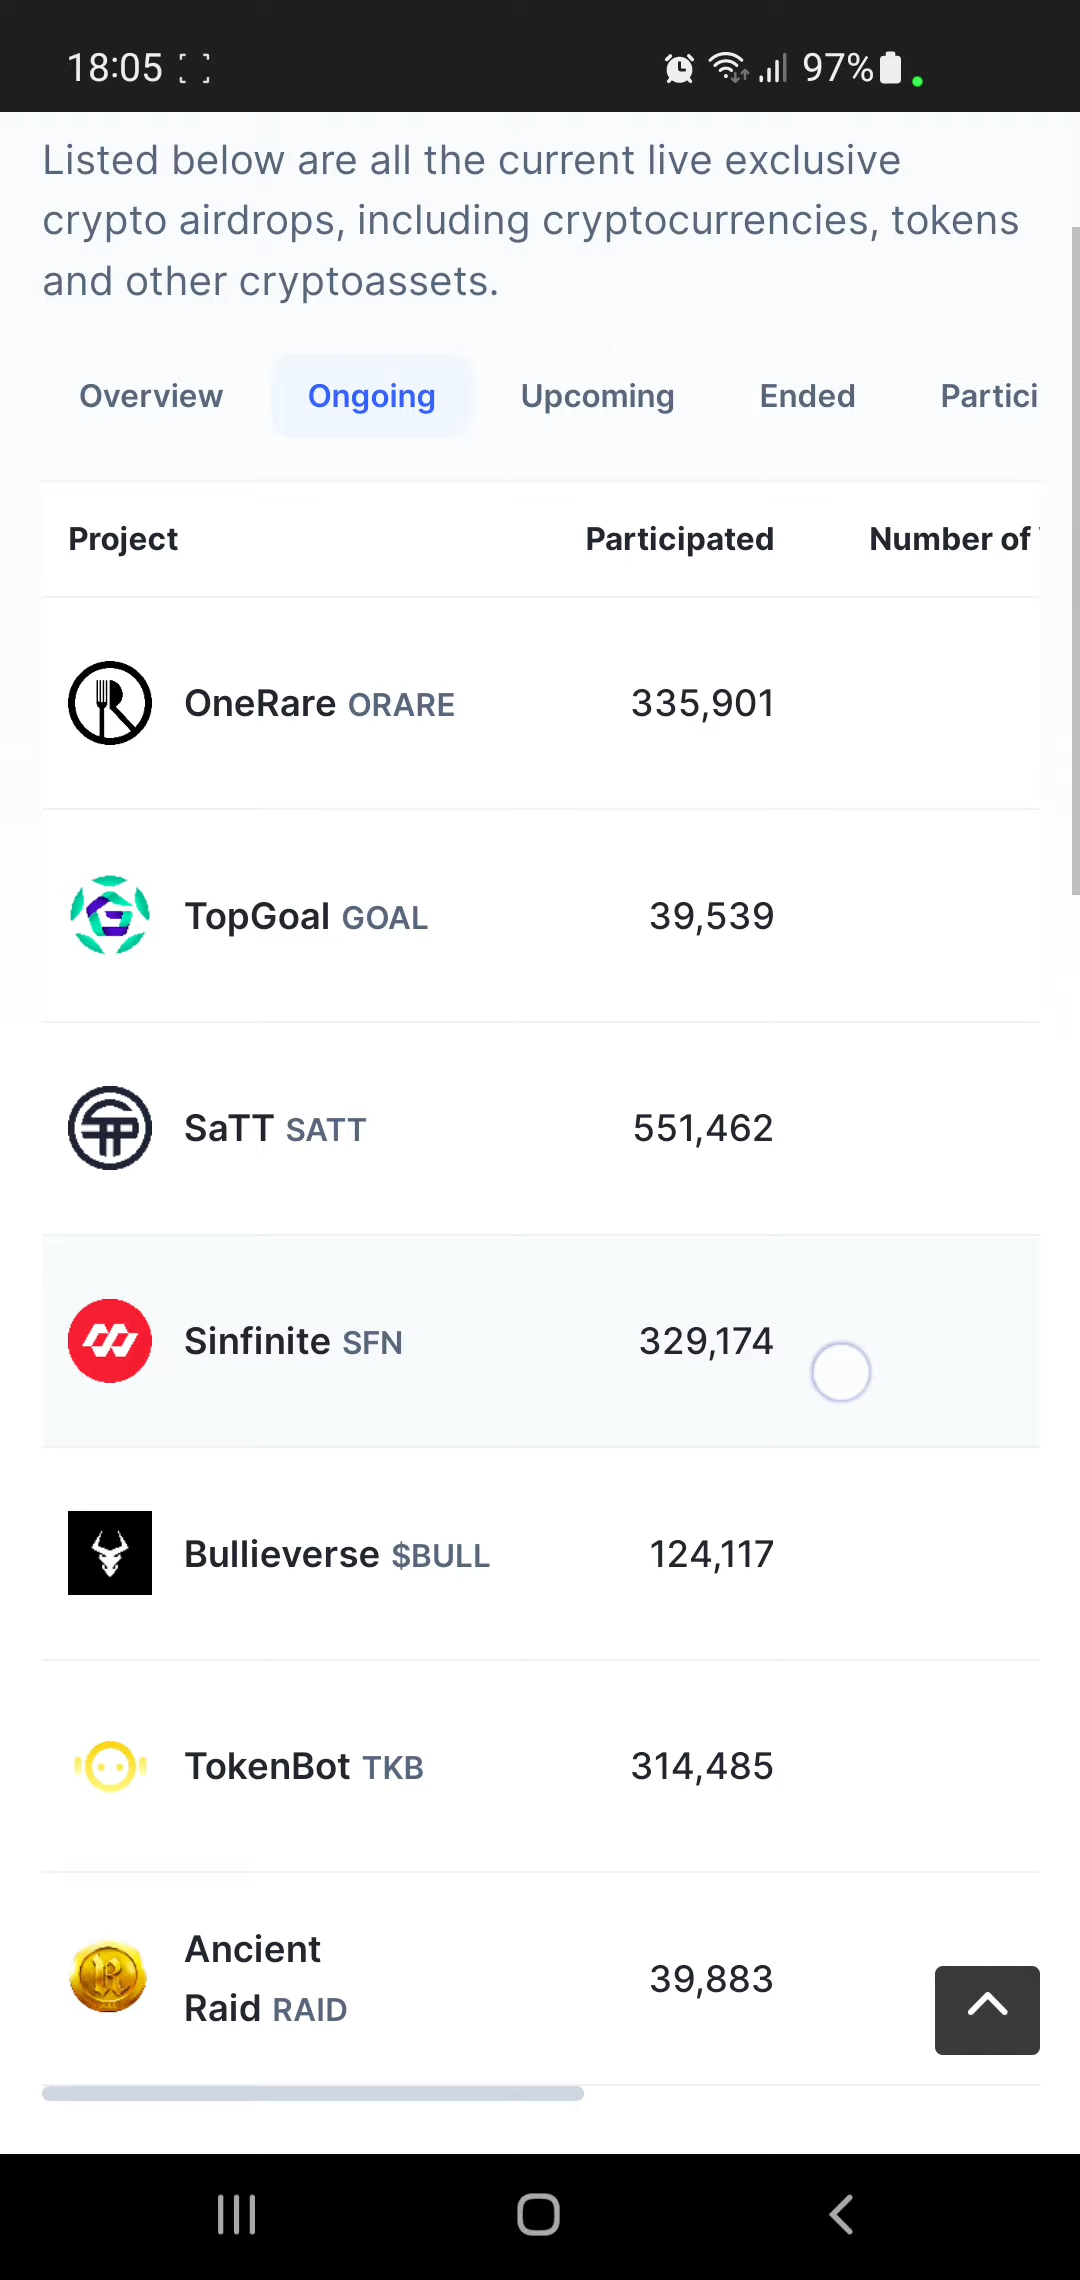 18:05 97%
Listed below are all the current live exclusive
crypto airdrops, including cryptocurrencies, tokens
and other cryptoassets.
Overview Ongoing Upcoming Ended Partici
Project Participated Number of
OneRare ORARE 335,901
TopGoal GOAL 39,539
SaTT SATT 551,462
Sinfinite SFN 329,174
Bullieverse $BULL 124,117
TokenBot TKB 314,485
Ancient
Raid RAID 39,883